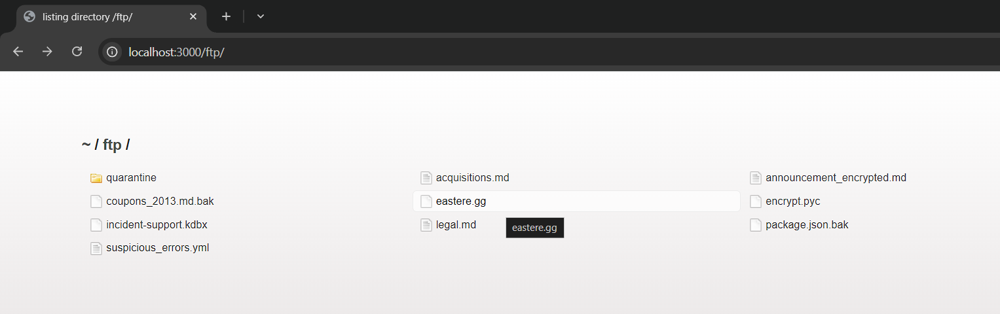 listing directory /ftp/
localhost:3000/ftp/
~ / ftp /
quarantine acquisitions.md announcement_encrypted.md
coupons_2013.md.bak eastere.gg encrypt.pyc
incident-support.kdbx legal.md package.json.bak
eastere.gg
suspicious_errors.yml